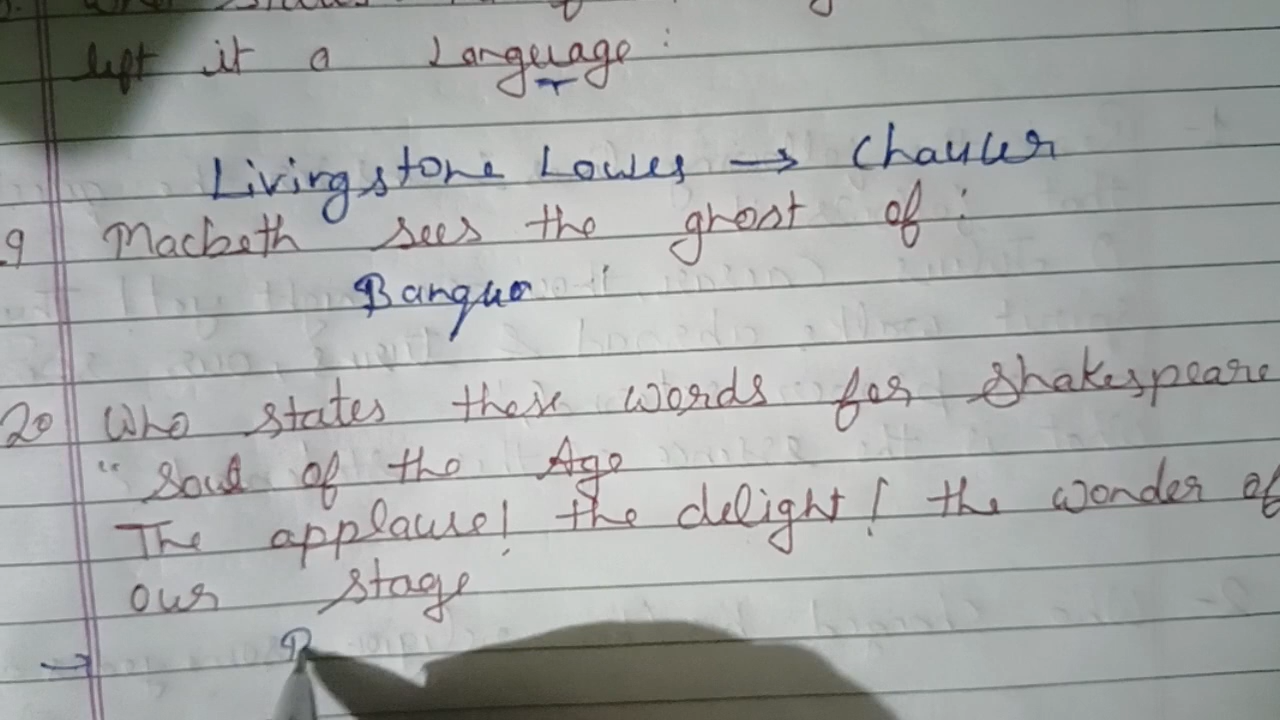 left it a Language:
Livingstone Lowes → Chaucer
9 Macbeth sees the ghost of :
Banquo
20 Who states these words for Shakespeare
"Soul of the Age
The applause! the delight! the wonder of
our stage
→